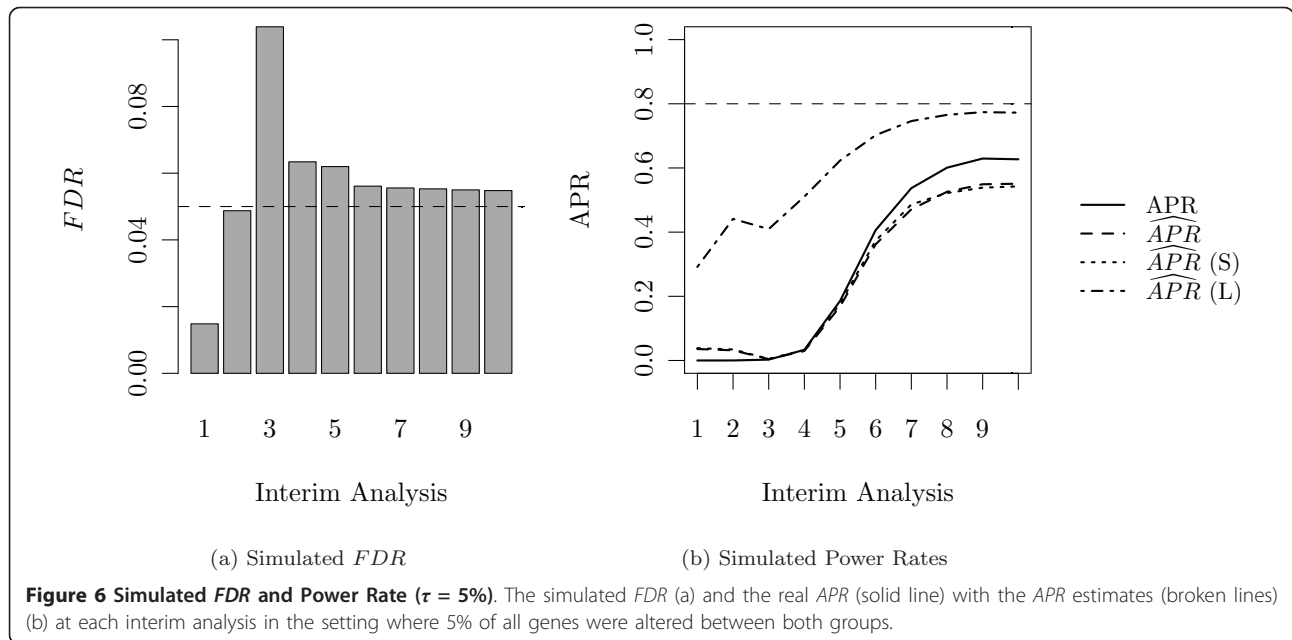 0.08
0.04
0.00
FDR
1 3 5 7 9
Interim Analysis
(a) Simulated FDR
1.0
0.8
0.6
0.4
0.2
0.0
APR
1 2 3 4 5 6 7 8 9
Interim Analysis
(b) Simulated Power Rates
APR
\widehat{APR}
\widehat{APR} (S)
\widehat{APR} (L)
Figure 6 Simulated FDR and Power Rate (τ = 5%). The simulated FDR (a) and the real APR (solid line) with the APR estimates (broken lines)
(b) at each interim analysis in the setting where 5% of all genes were altered between both groups.